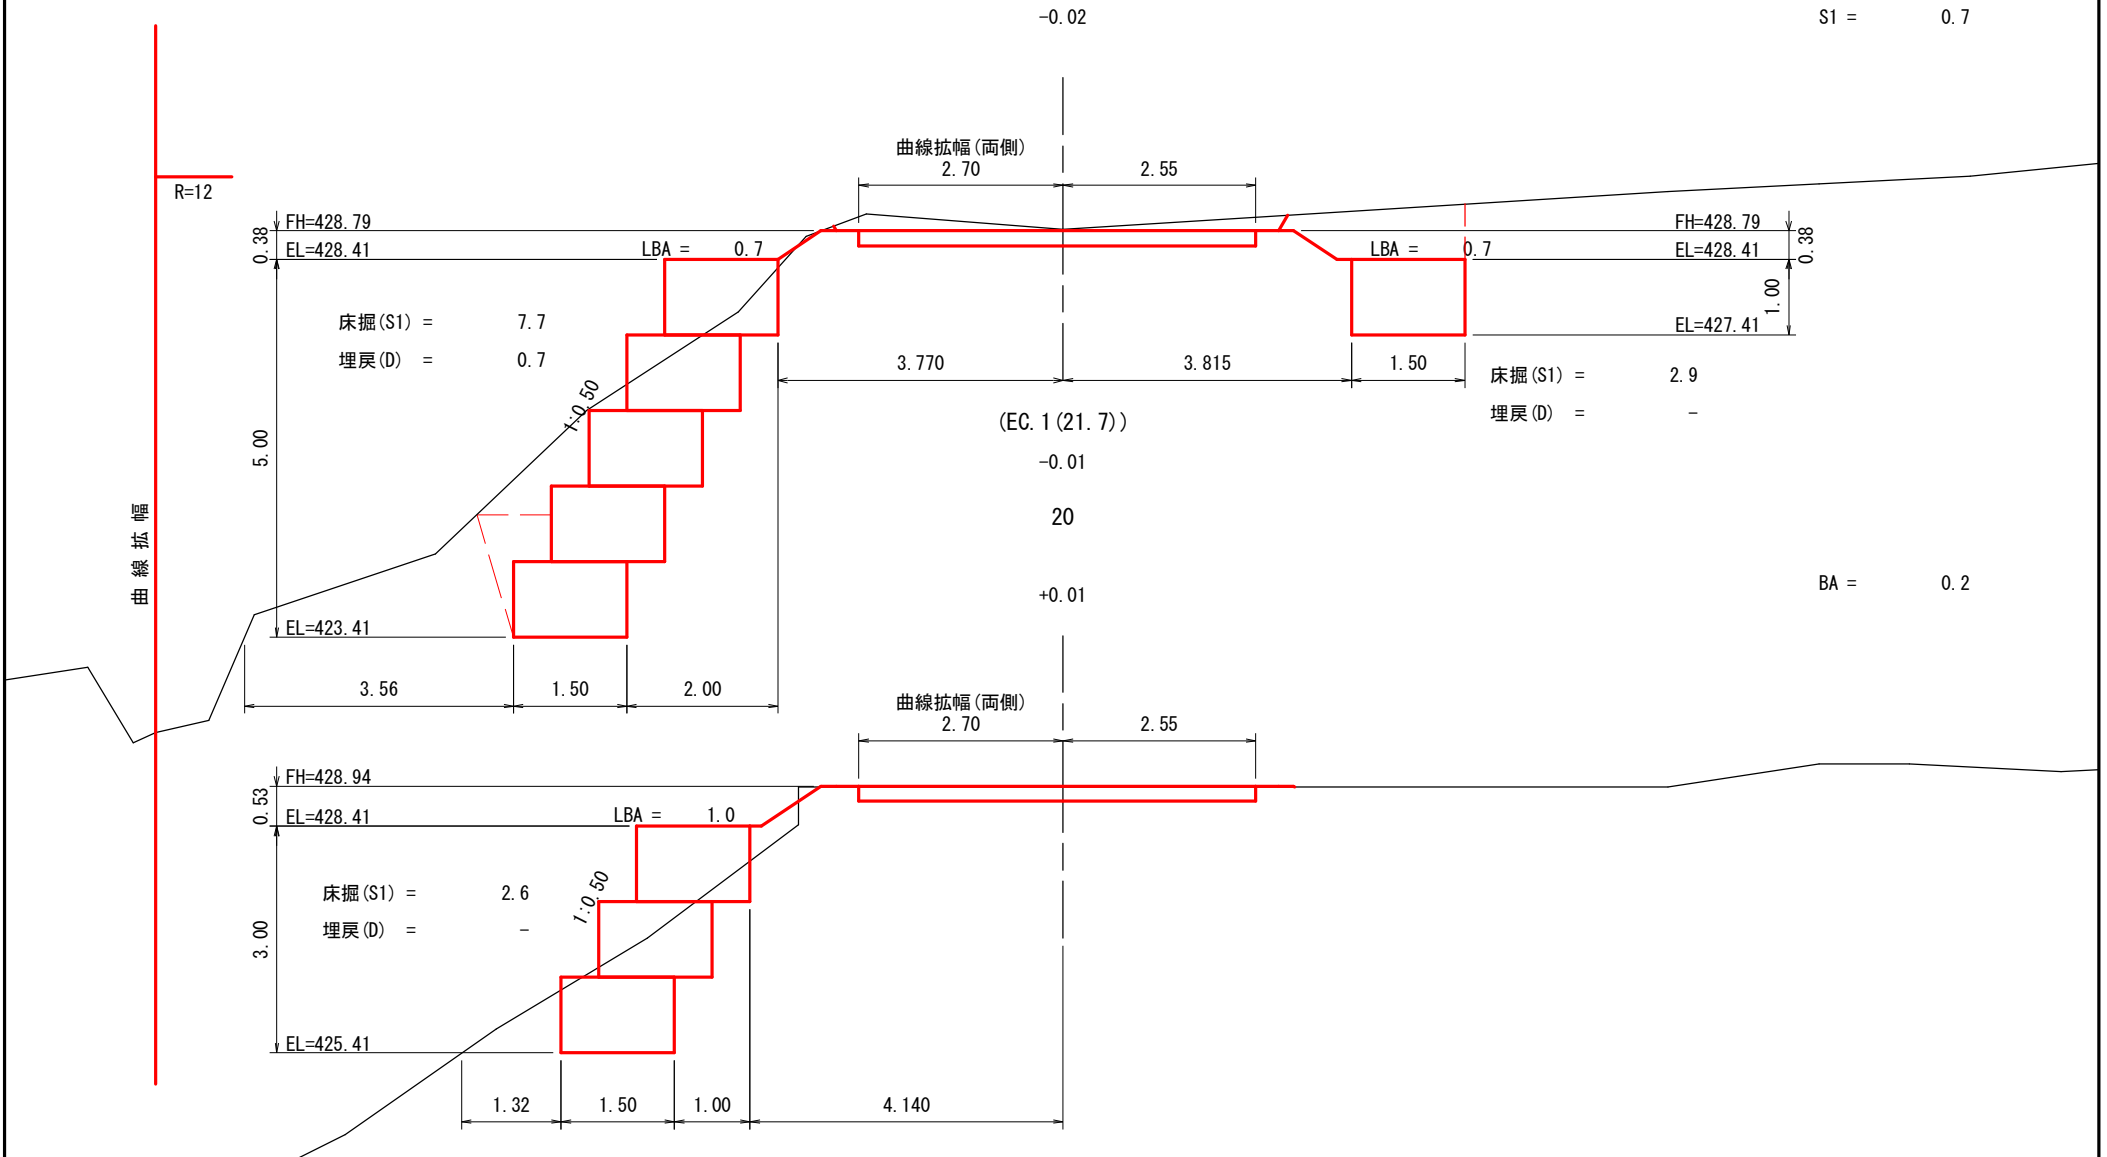 -0.02
S1 = 0.7
曲線拡幅(両側)
2.70 2.55
R=12
FH=428.79
0.38
EL=428.41
LBA = 0.7
LBA = 0.7
FH=428.79
EL=428.41
0.38
1.00
EL=427.41
床掘(S1) = 7.7
埋戻(D) = 0.7
1:0.50
3.770 3.815 1.50
床掘(S1) = 2.9
埋戻(D) = -
(EC.1(21.7))
5.00
-0.01
20
曲線拡幅
+0.01
BA = 0.2
EL=423.41
3.56 1.50 2.00
曲線拡幅(両側)
2.70 2.55
FH=428.94
0.53
EL=428.41
LBA = 1.0
床掘(S1) = 2.6
1:0.50
埋戻(D) = -
3.00
EL=425.41
1.32 1.50 1.00 4.140